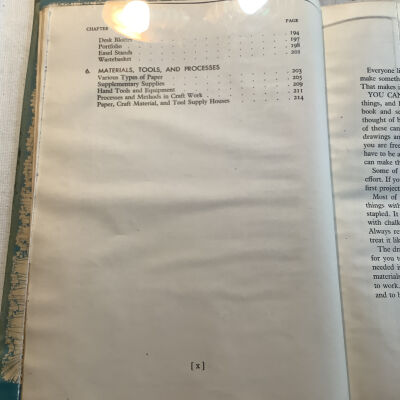 CHAPTER PAGE
Desk Blotter . . . . . . . . 194
Portfolio . . . . . . . . 197
Easel Stands . . . . . . . . 198
Wastebasket . . . . . . . . 201
6. MATERIALS, TOOLS, AND PROCESSES . . . . 203
Various Types of Paper . . . . . . . 205
Supplementary Supplies . . . . . . . 209
Hand Tools and Equipment . . . . . . 211
Processes and Methods in Craft Work . . . . 214
Paper, Craft Material, and Tool Supply Houses
[ x ]
Everyone li
make someth
That makes i
YOU CAN
things, and
book and s
thought of b
of these can
drawings an
you are free
have to be a
can make th
Some of
effort. If yo
first project
Most of
things with
stapled. It
with chalk
Always re
treat it lik
The dra
for you t
needed i
materials
to work.
and to b